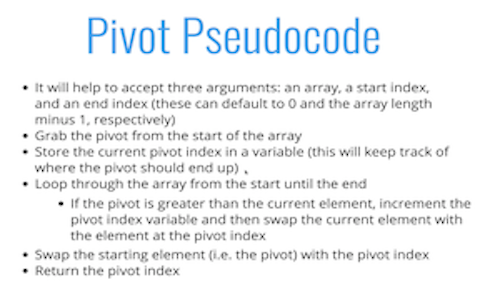 Pivot Pseudocode
• It will help to accept three arguments: an array, a start index,
and an end index (these can default to 0 and the array length
minus 1, respectively)
• Grab the pivot from the start of the array
• Store the current pivot index in a variable (this will keep track of
where the pivot should end up)
• Loop through the array from the start until the end
• If the pivot is greater than the current element, increment the
pivot index variable and then swap the current element with
the element at the pivot index
• Swap the starting element (i.e. the pivot) with the pivot index
• Return the pivot index